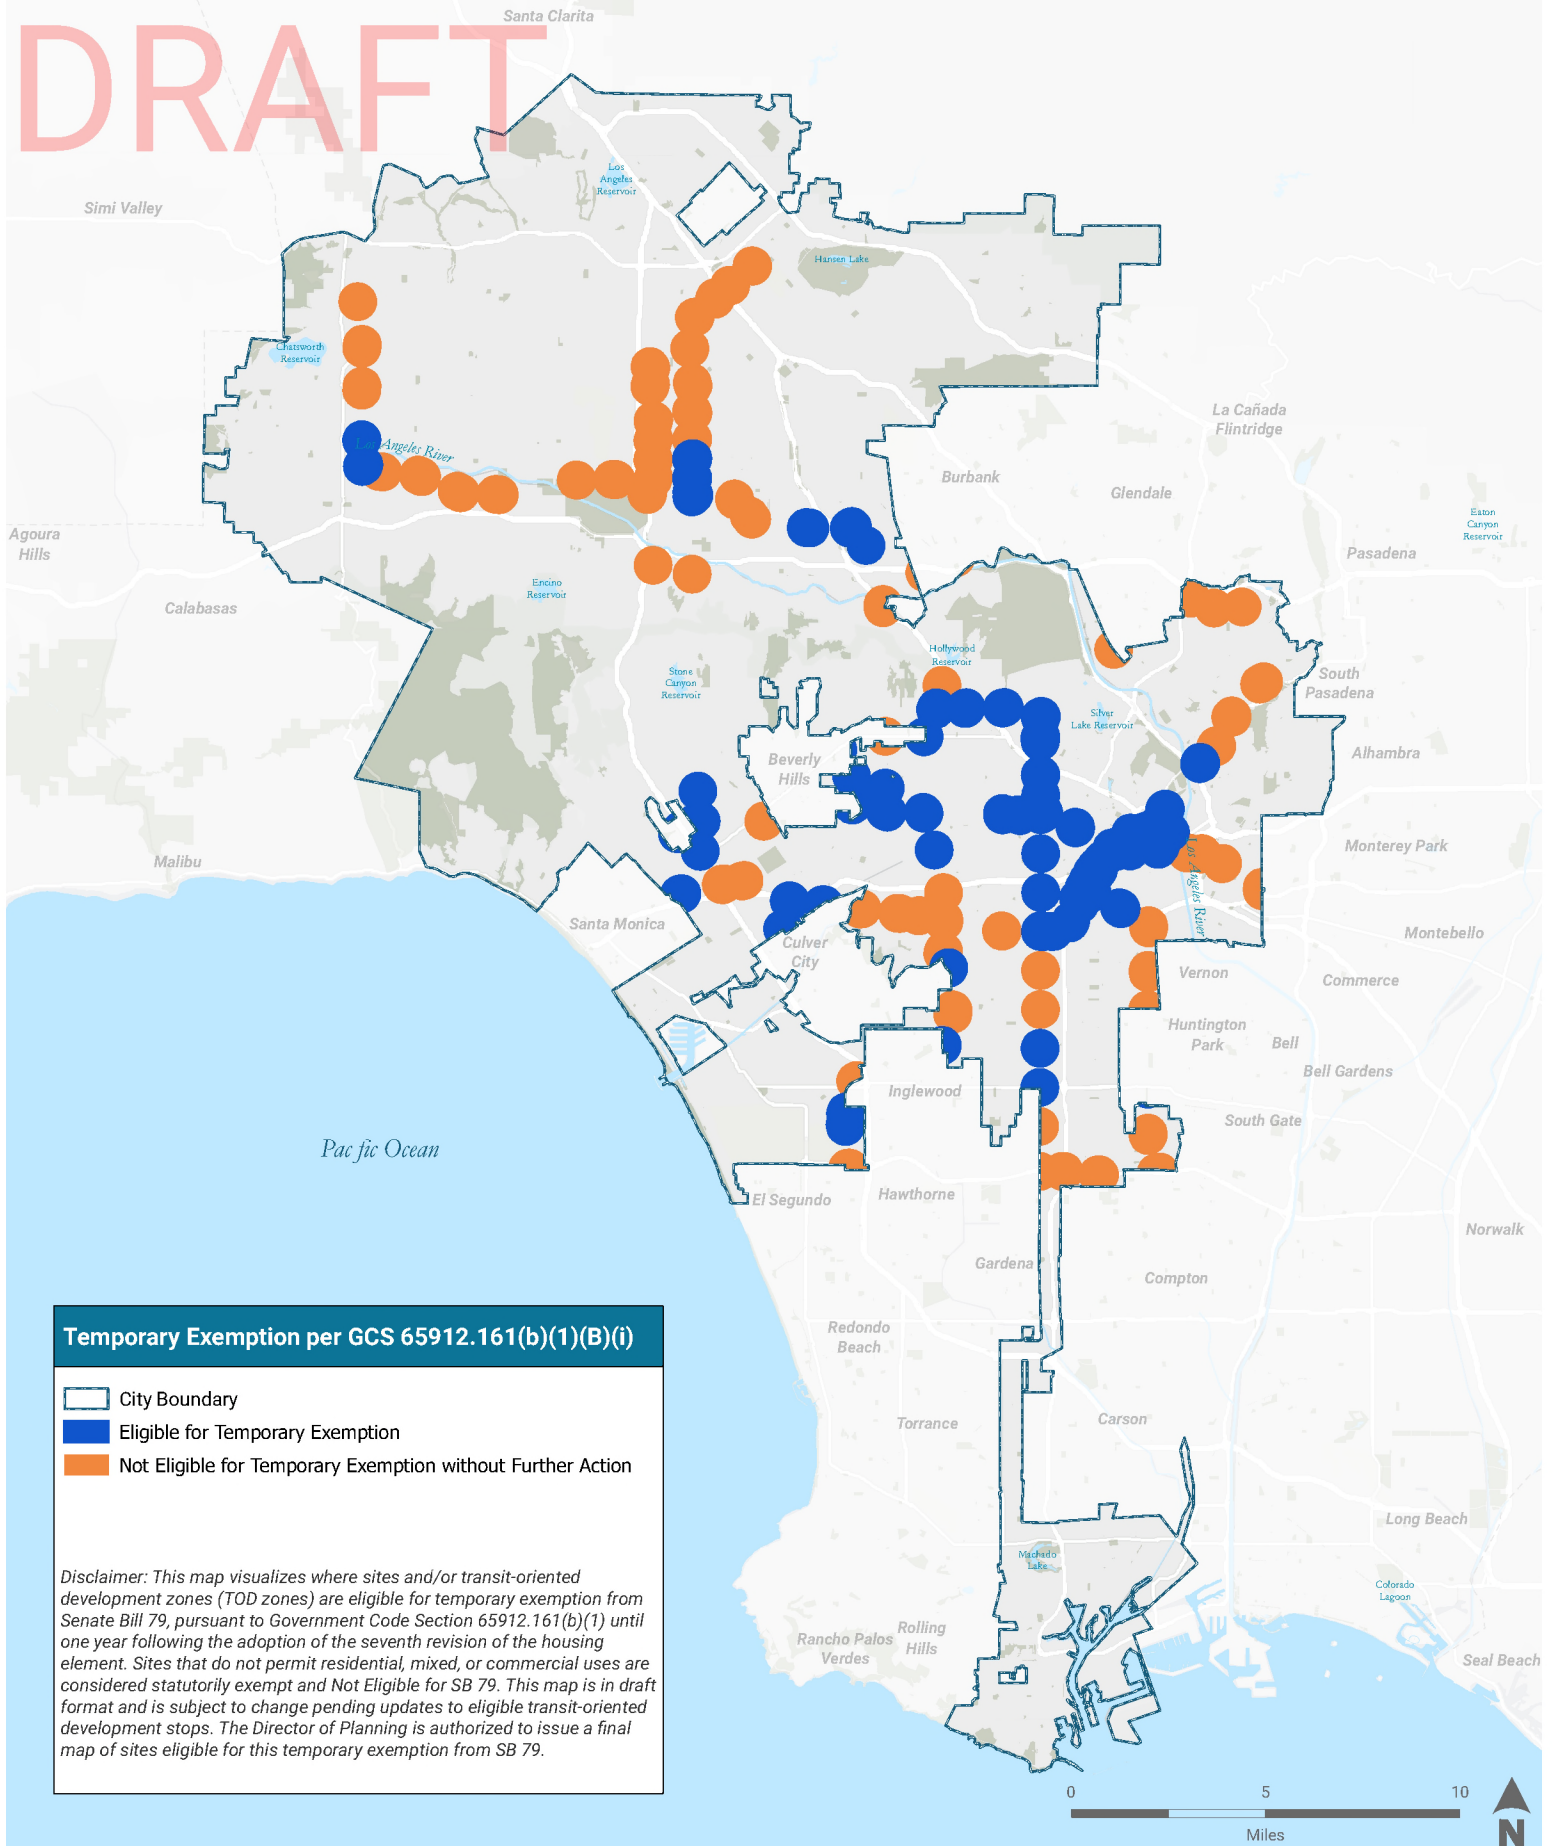 DRAFT
Santa Clarita
Los
Angeles
Reservoir
Simi Valley
Hansen Lake
Chatsworth
Reservoir
La Cañada
Flintridge
Los Angeles River
Burbank
Glendale
Eaton
Canyon
Reservoir
Agoura
Hills
Pasadena
Encino
Reservoir
Calabasas
Hollywood
Reservoir
Stone
Canyon
Reservoir
South
Pasadena
Silver
Lake Reservoir
Alhambra
Beverly
Hills
Monterey Park
Malibu
Los Angeles River
Santa Monica
Culver
City
Montebello
Vernon
Commerce
Huntington
Park
Bell
Bell Gardens
Inglewood
South Gate
Pac fic Ocean
El Segundo
Hawthorne
Norwalk
Gardena
Compton
Redondo
Beach
Torrance
Carson
Long Beach
Machado
Lake
Colorado
Lagoon
Rolling
Hills
Rancho Palos
Verdes
Seal Beach
Temporary Exemption per GCS 65912.161(b)(1)(B)(i)
City Boundary
Eligible for Temporary Exemption
Not Eligible for Temporary Exemption without Further Action
Disclaimer: This map visualizes where sites and/or transit-oriented
development zones (TOD zones) are eligible for temporary exemption from
Senate Bill 79, pursuant to Government Code Section 65912.161(b)(1) until
one year following the adoption of the seventh revision of the housing
element. Sites that do not permit residential, mixed, or commercial uses are
considered statutorily exempt and Not Eligible for SB 79. This map is in draft
format and is subject to change pending updates to eligible transit-oriented
development stops. The Director of Planning is authorized to issue a final
map of sites eligible for this temporary exemption from SB 79.
0 5 10
Miles
N